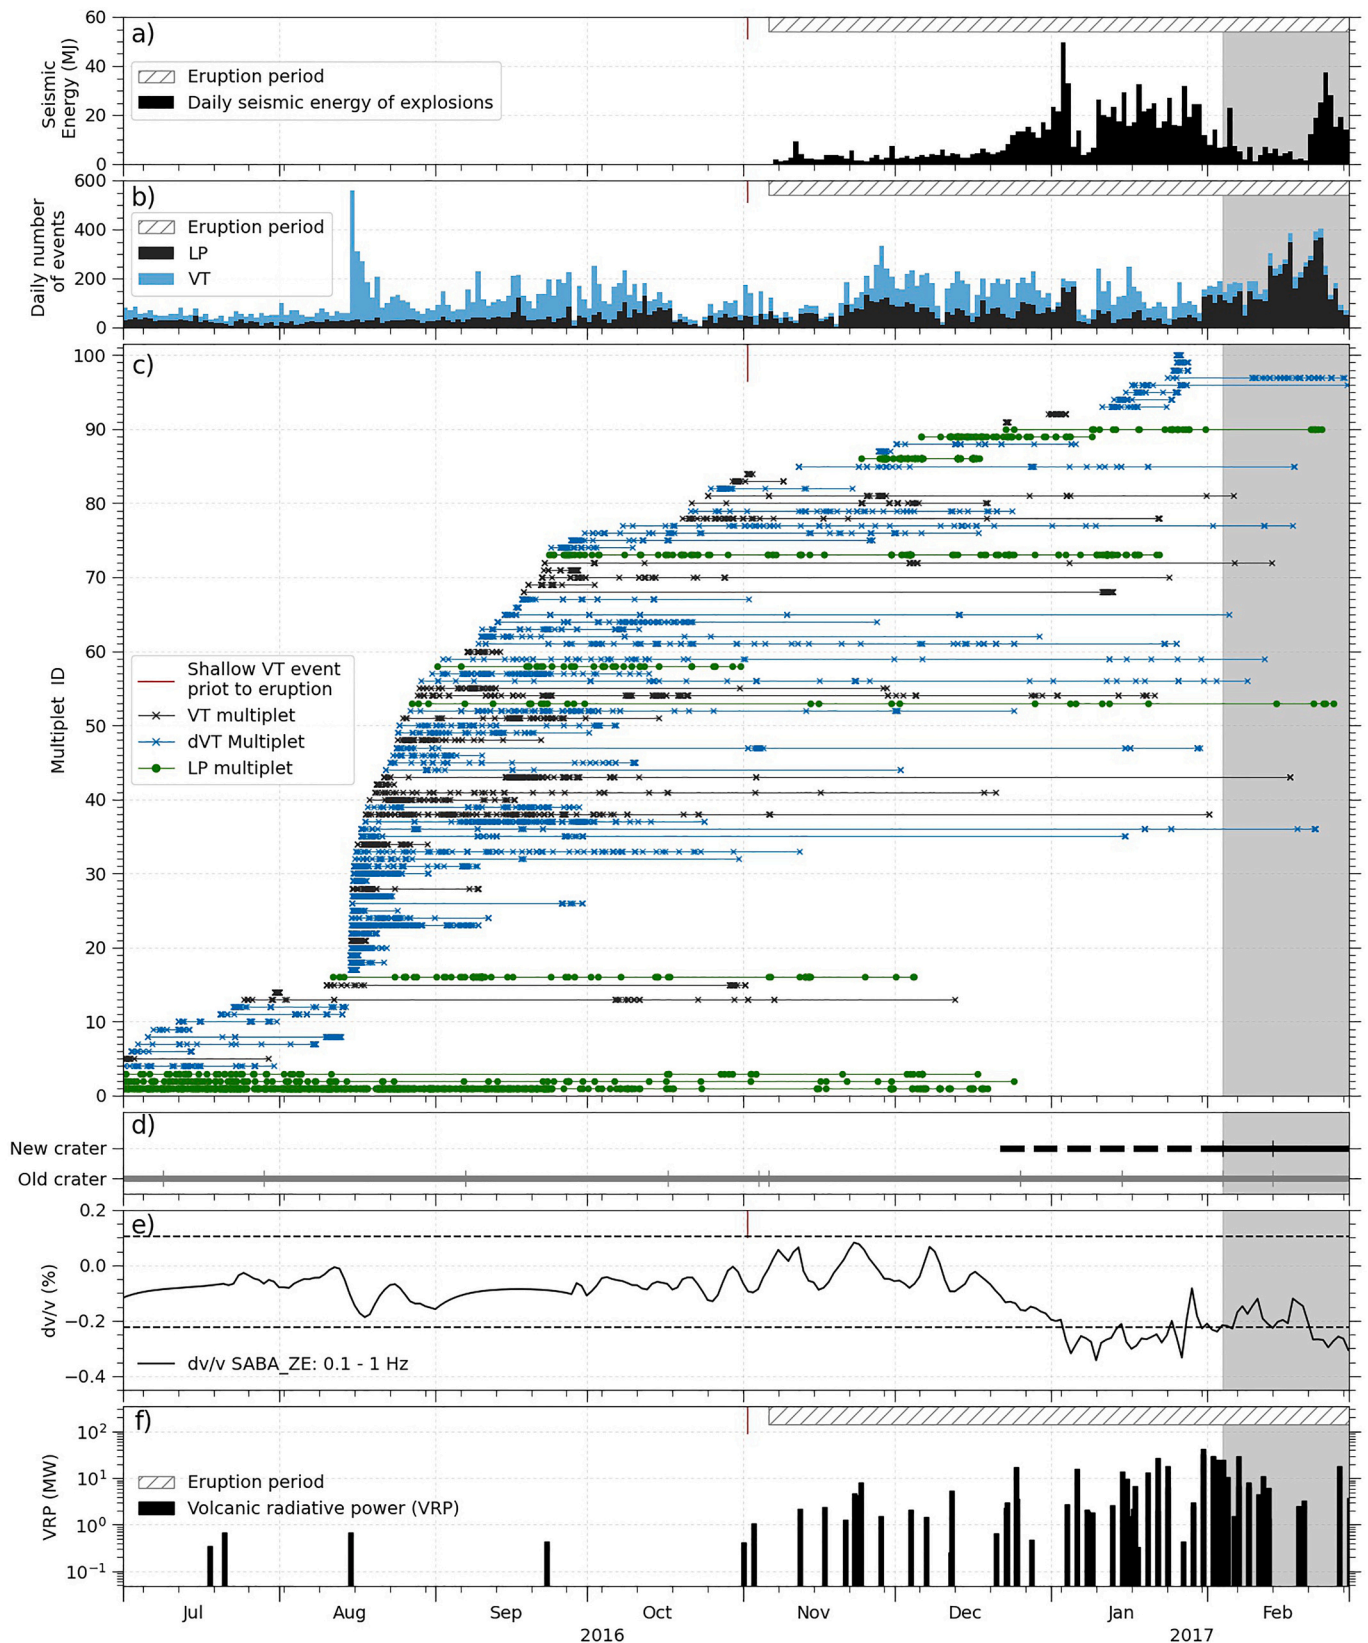 a)
60
40
20
0
Seismic
Energy (MJ)
Eruption period
Daily seismic energy of explosions
b)
600
400
200
0
Daily number
of events
Eruption period
LP
VT
c)
100
90
80
70
60
50
40
30
20
10
0
Multiplet ID
Shallow VT event
priot to eruption
VT multiplet
dVT Multiplet
LP multiplet
d)
New crater
Old crater
e)
0.2
0.0
−0.2
−0.4
dv/v (%)
dv/v SABA_ZE: 0.1 - 1 Hz
f)
10²
10¹
10⁰
10⁻¹
VRP (MW)
Eruption period
Volcanic radiative power (VRP)
Jul Aug Sep Oct Nov Dec Jan Feb
2016 2017